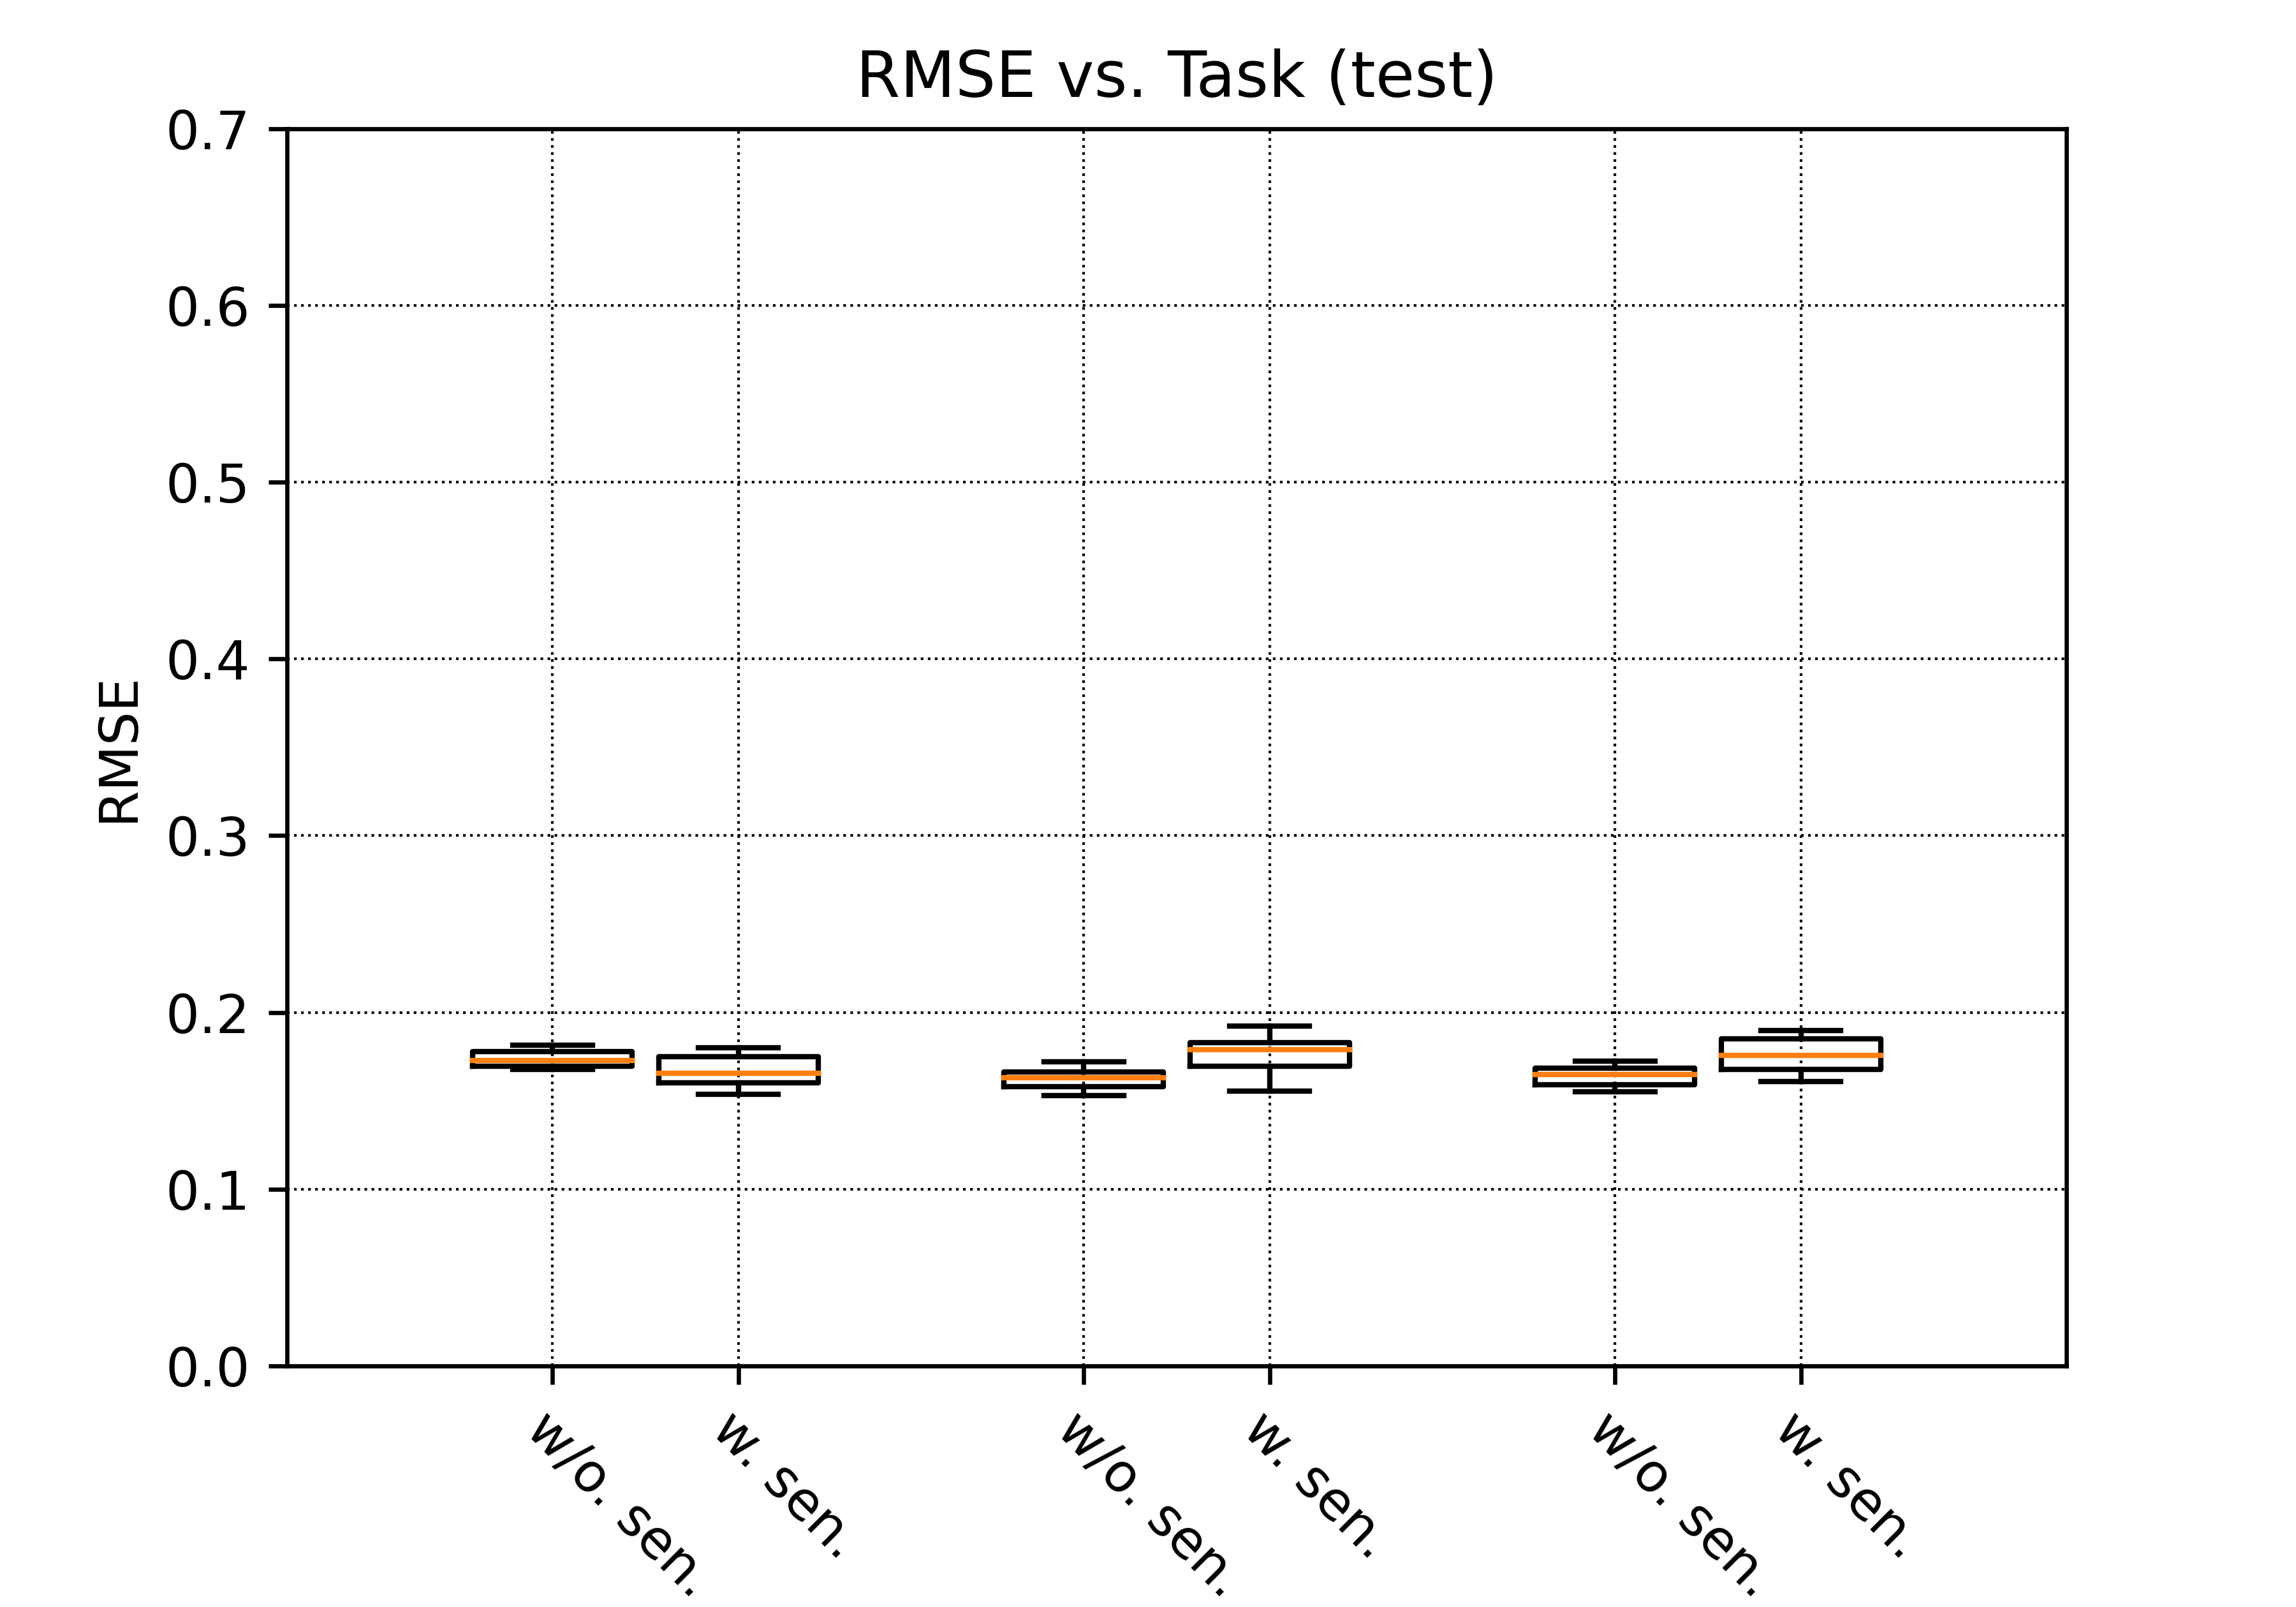 RMSE vs. Task (test)
0.7
0.6
0.5
0.4
0.3
0.2
0.1
0.0
RMSE
w/o. sen.
w. sen.
w/o. sen.
w. sen.
w/o. sen.
w. sen.